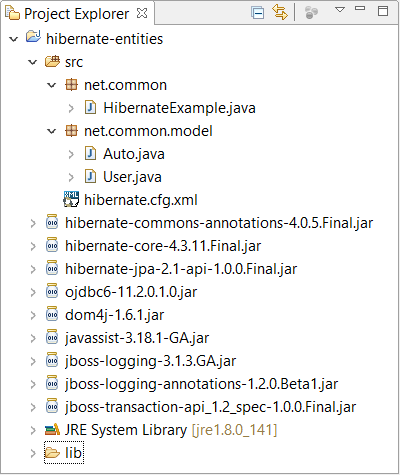 Project Explorer
hibernate-entities
src
net.common
HibernateExample.java
net.common.model
Auto.java
User.java
hibernate.cfg.xml
hibernate-commons-annotations-4.0.5.Final.jar
hibernate-core-4.3.11.Final.jar
hibernate-jpa-2.1-api-1.0.0.Final.jar
ojdbc6-11.2.0.1.0.jar
dom4j-1.6.1.jar
javassist-3.18.1-GA.jar
jboss-logging-3.1.3.GA.jar
jboss-logging-annotations-1.2.0.Beta1.jar
jboss-transaction-api_1.2_spec-1.0.0.Final.jar
JRE System Library [jre1.8.0_141]
lib